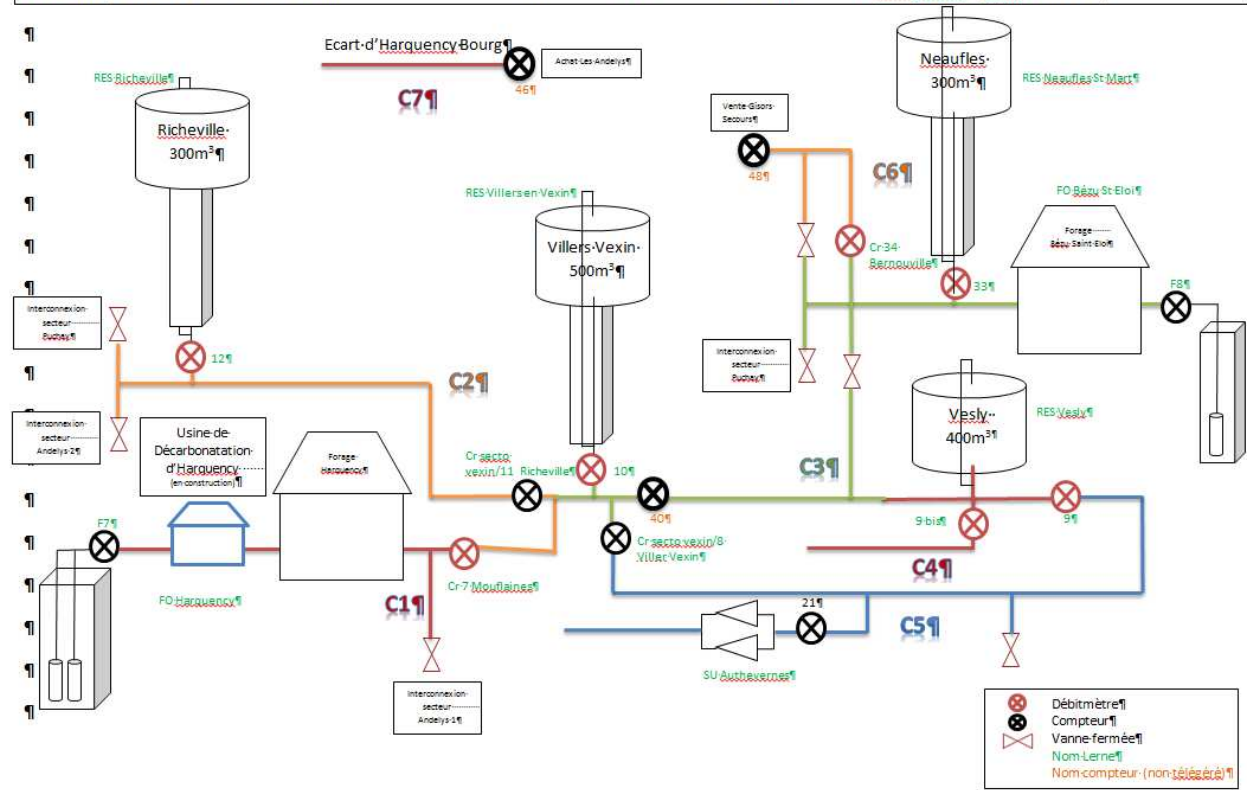 Ecart·d'Harquency·Bourg¶
Achat·Les·Andelys¶
46¶
C7¶
RES·Richeville¶
Richeville·
300m³¶
Neaufles·
300m³¶
RES·Neaufles·St·Mart¶
Vente·Gisors·
Secours¶
48¶
C6¶
RES·Villers·en·Vexin¶
Villers·Vexin·
500m³¶
FO·Bézu·St·Eloi¶
Forage
Bézu·Saint·Eloi¶
Cr·34·
Bernouville¶
33¶
F8¶
Interconnexion·
secteur
Puchay¶
12¶
C2¶
Interconnexion·
secteur
Puchay¶
Interconnexion·
secteur
Andelys·2¶
Vesly··
400m³¶
RES·Vesly¶
Usine·de·
Décarbonatation·
d'Harquency·
(en·construction)¶
Forage·
Harquency¶
Cr·secto·
vexin/11 Richeville¶
10¶
C3¶
40¶
9·bis¶
9¶
F7¶
Cr·secto·vexin/8·
Viller·Vexin¶
C4¶
Cr·7·Mouflaines¶
FO·Harquency¶
C1¶
21¶
C5¶
SU·Authevernes¶
Interconnexion·
secteur
Andelys·1¶
Débitmètre¶
Compteur¶
Vanne·fermée¶
Nom·Lerne¶
Nom·compteur·(non·télégéré)¶